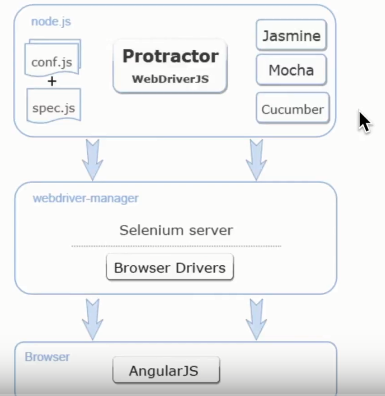 node.js
conf.js
+
spec.js
Protractor
WebDriverJS
Jasmine
Mocha
Cucumber
webdriver-manager
Selenium server
Browser Drivers
Browser
AngularJS